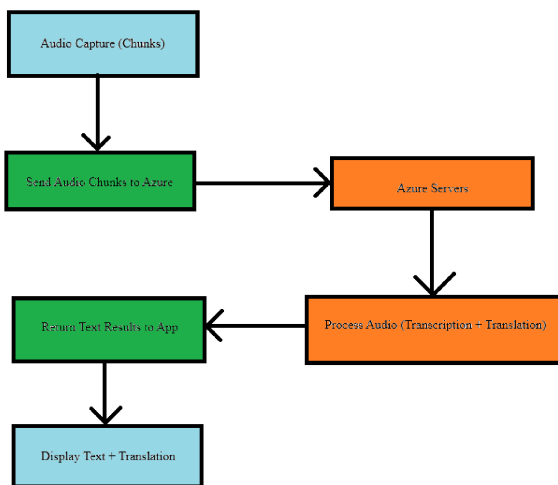 Audio Capture (Chunks)
Send Audio Chunks to Azure
Azure Servers
Process Audio (Transcription + Translation)
Return Text Results to App
Display Text + Translation